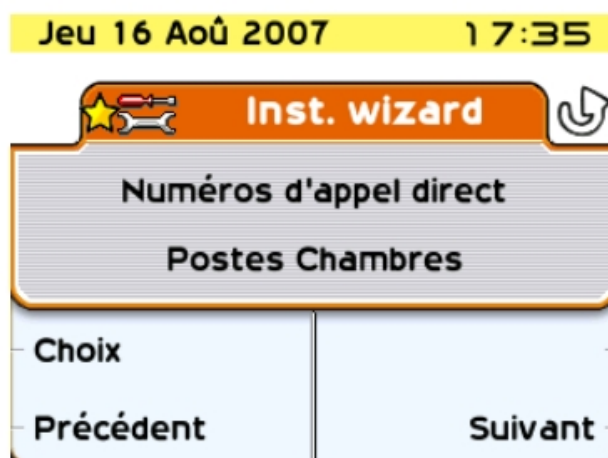 Jeu 16 Aoû 2007 17:35
Inst. wizard
Numéros d'appel direct
Postes Chambres
Choix
Précédent Suivant